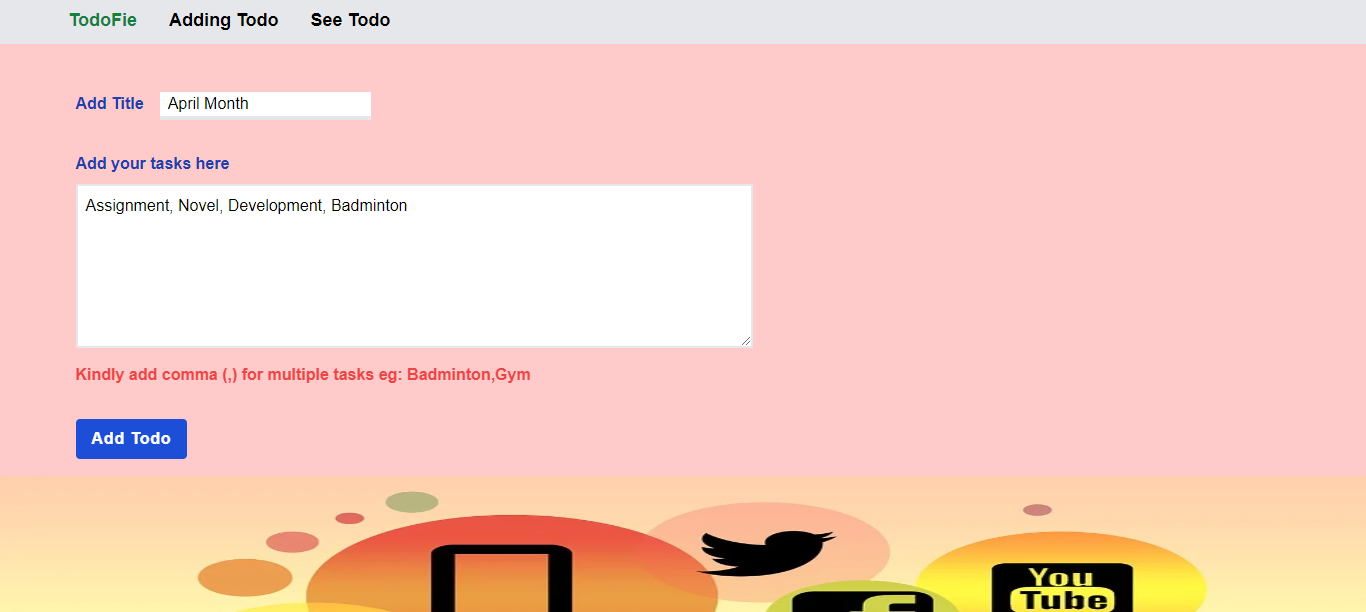 TodoFie Adding Todo See Todo
Add Title April Month
Add your tasks here
Assignment, Novel, Development, Badminton
Kindly add comma (,) for multiple tasks eg: Badminton,Gym
Add Todo
You
Tube